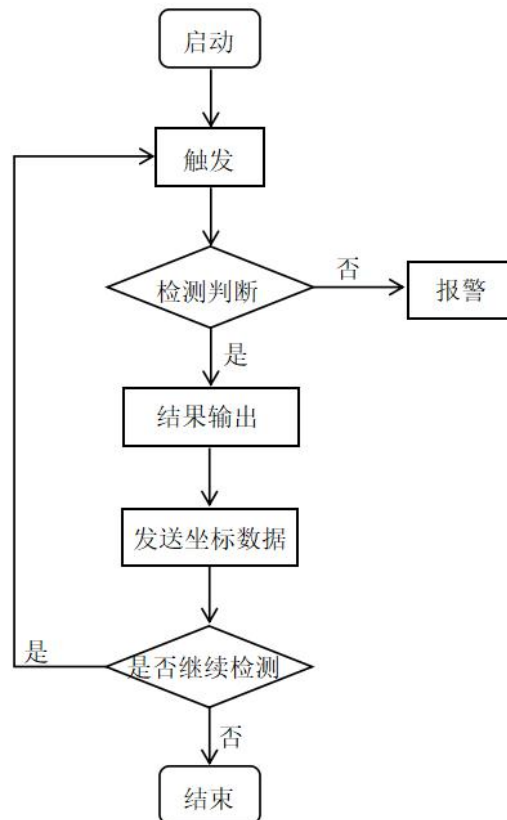 启动
触发
检测判断
否
报警
是
结果输出
发送坐标数据
是否继续检测
是
否
结束